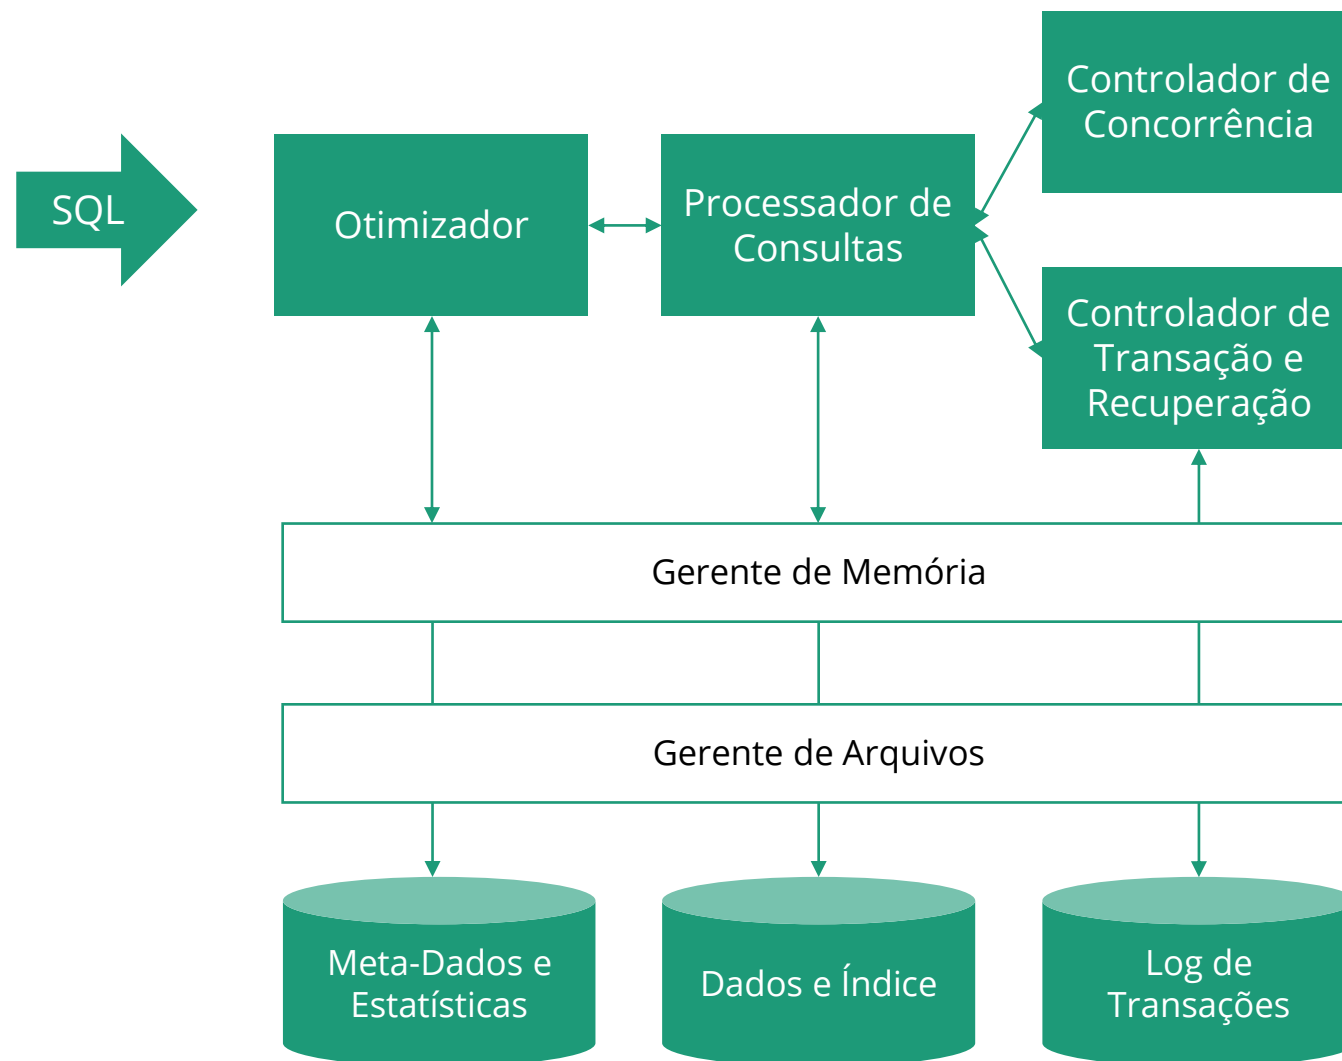 SQL
Otimizador
Processador de
Consultas
Controlador de
Concorrência
Controlador de
Transação e
Recuperação
Gerente de Memória
Gerente de Arquivos
Meta-Dados e
Estatísticas
Dados e Índice
Log de
Transações